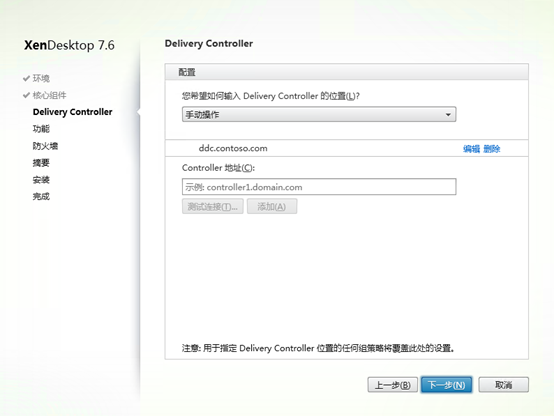 XenDesktop 7.6
Delivery Controller
环境
核心组件
Delivery Controller
功能
防火墙
摘要
安装
完成
配置
您希望如何输入 Delivery Controller 的位置(L)?
手动操作
ddc.contoso.com 编辑 删除
Controller 地址(C):
示例: controller1.domain.com
测试连接(T)... 添加(A)
注意: 用于指定 Delivery Controller 位置的任何组策略将覆盖此处的设置。
上一步(B) 下一步(N) 取消